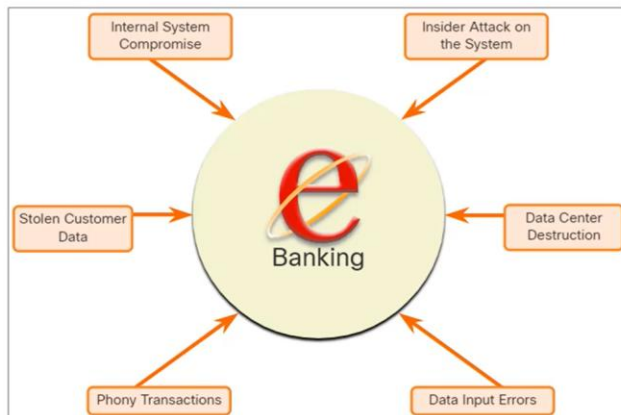 Internal System
Compromise
Insider Attack on
the System
e
Banking
Stolen Customer
Data
Data Center
Destruction
Phony Transactions
Data Input Errors